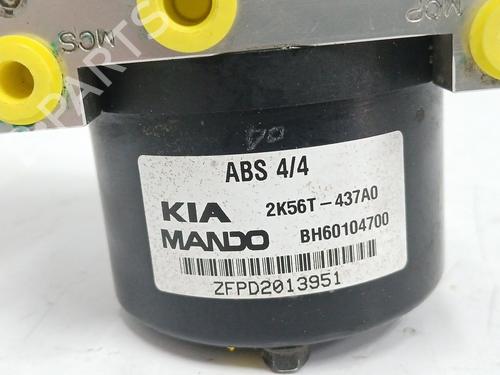 MCS
MCP
04
ABS 4/4
KIA 2K56T-437A0
MANDO BH60104700
ZFPD2013951